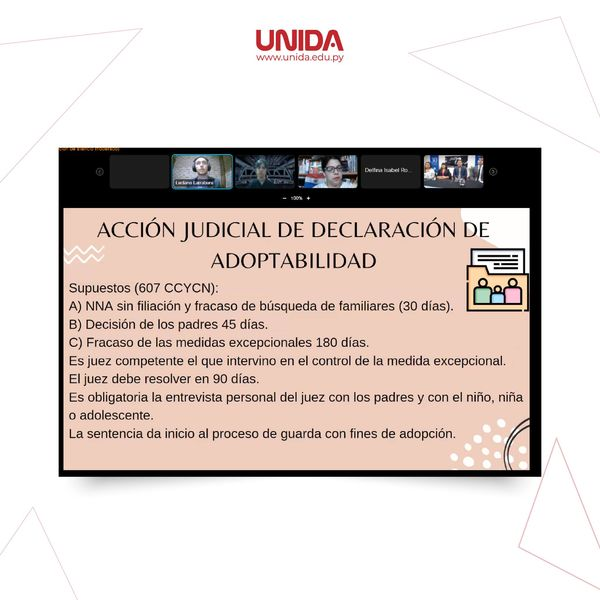 UNIDA
www.unida.edu.py
Luciano Larraburu
Delfina Isabel Ro...
100%
ACCIÓN JUDICIAL DE DECLARACIÓN DE
ADOPTABILIDAD
Supuestos (607 CCYCN):
A) NNA sin filiación y fracaso de búsqueda de familiares (30 días).
B) Decisión de los padres 45 días.
C) Fracaso de las medidas excepcionales 180 días.
Es juez competente el que intervino en el control de la medida excepcional.
El juez debe resolver en 90 días.
Es obligatoria la entrevista personal del juez con los padres y con el niño, niña
o adolescente.
La sentencia da inicio al proceso de guarda con fines de adopción.